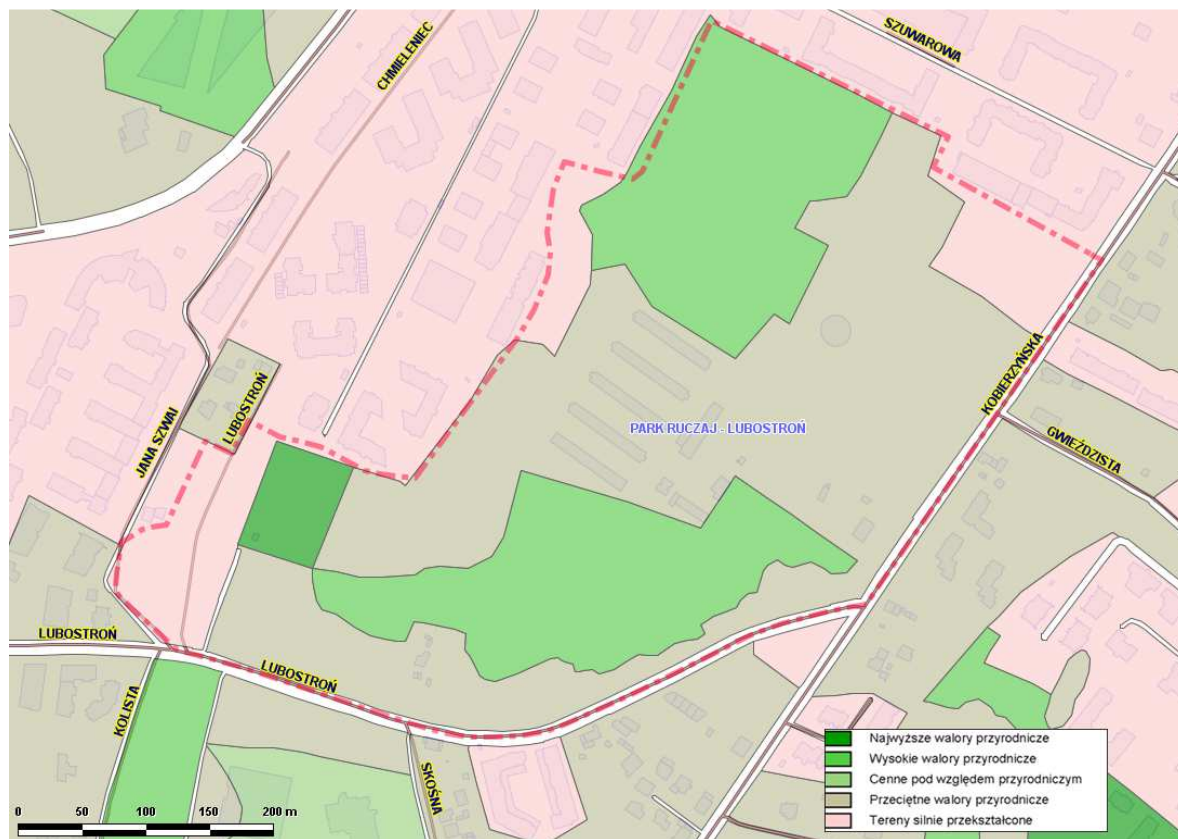 SZUWAROWA
CHMIELENIEC
KOBIERZYŃSKA
LUBOSTROŃ
JANA SZWAI
PARK RUCZAJ - LUBOSTROŃ
GWIEŹDZISTA
LUBOSTROŃ
LUBOSTROŃ
KOLISTA
SKOŚNA
Najwyższe walory przyrodnicze
Wysokie walory przyrodnicze
Cenne pod względem przyrodniczym
Przeciętne walory przyrodnicze
Tereny silnie przekształcone
0 50 100 150 200 m